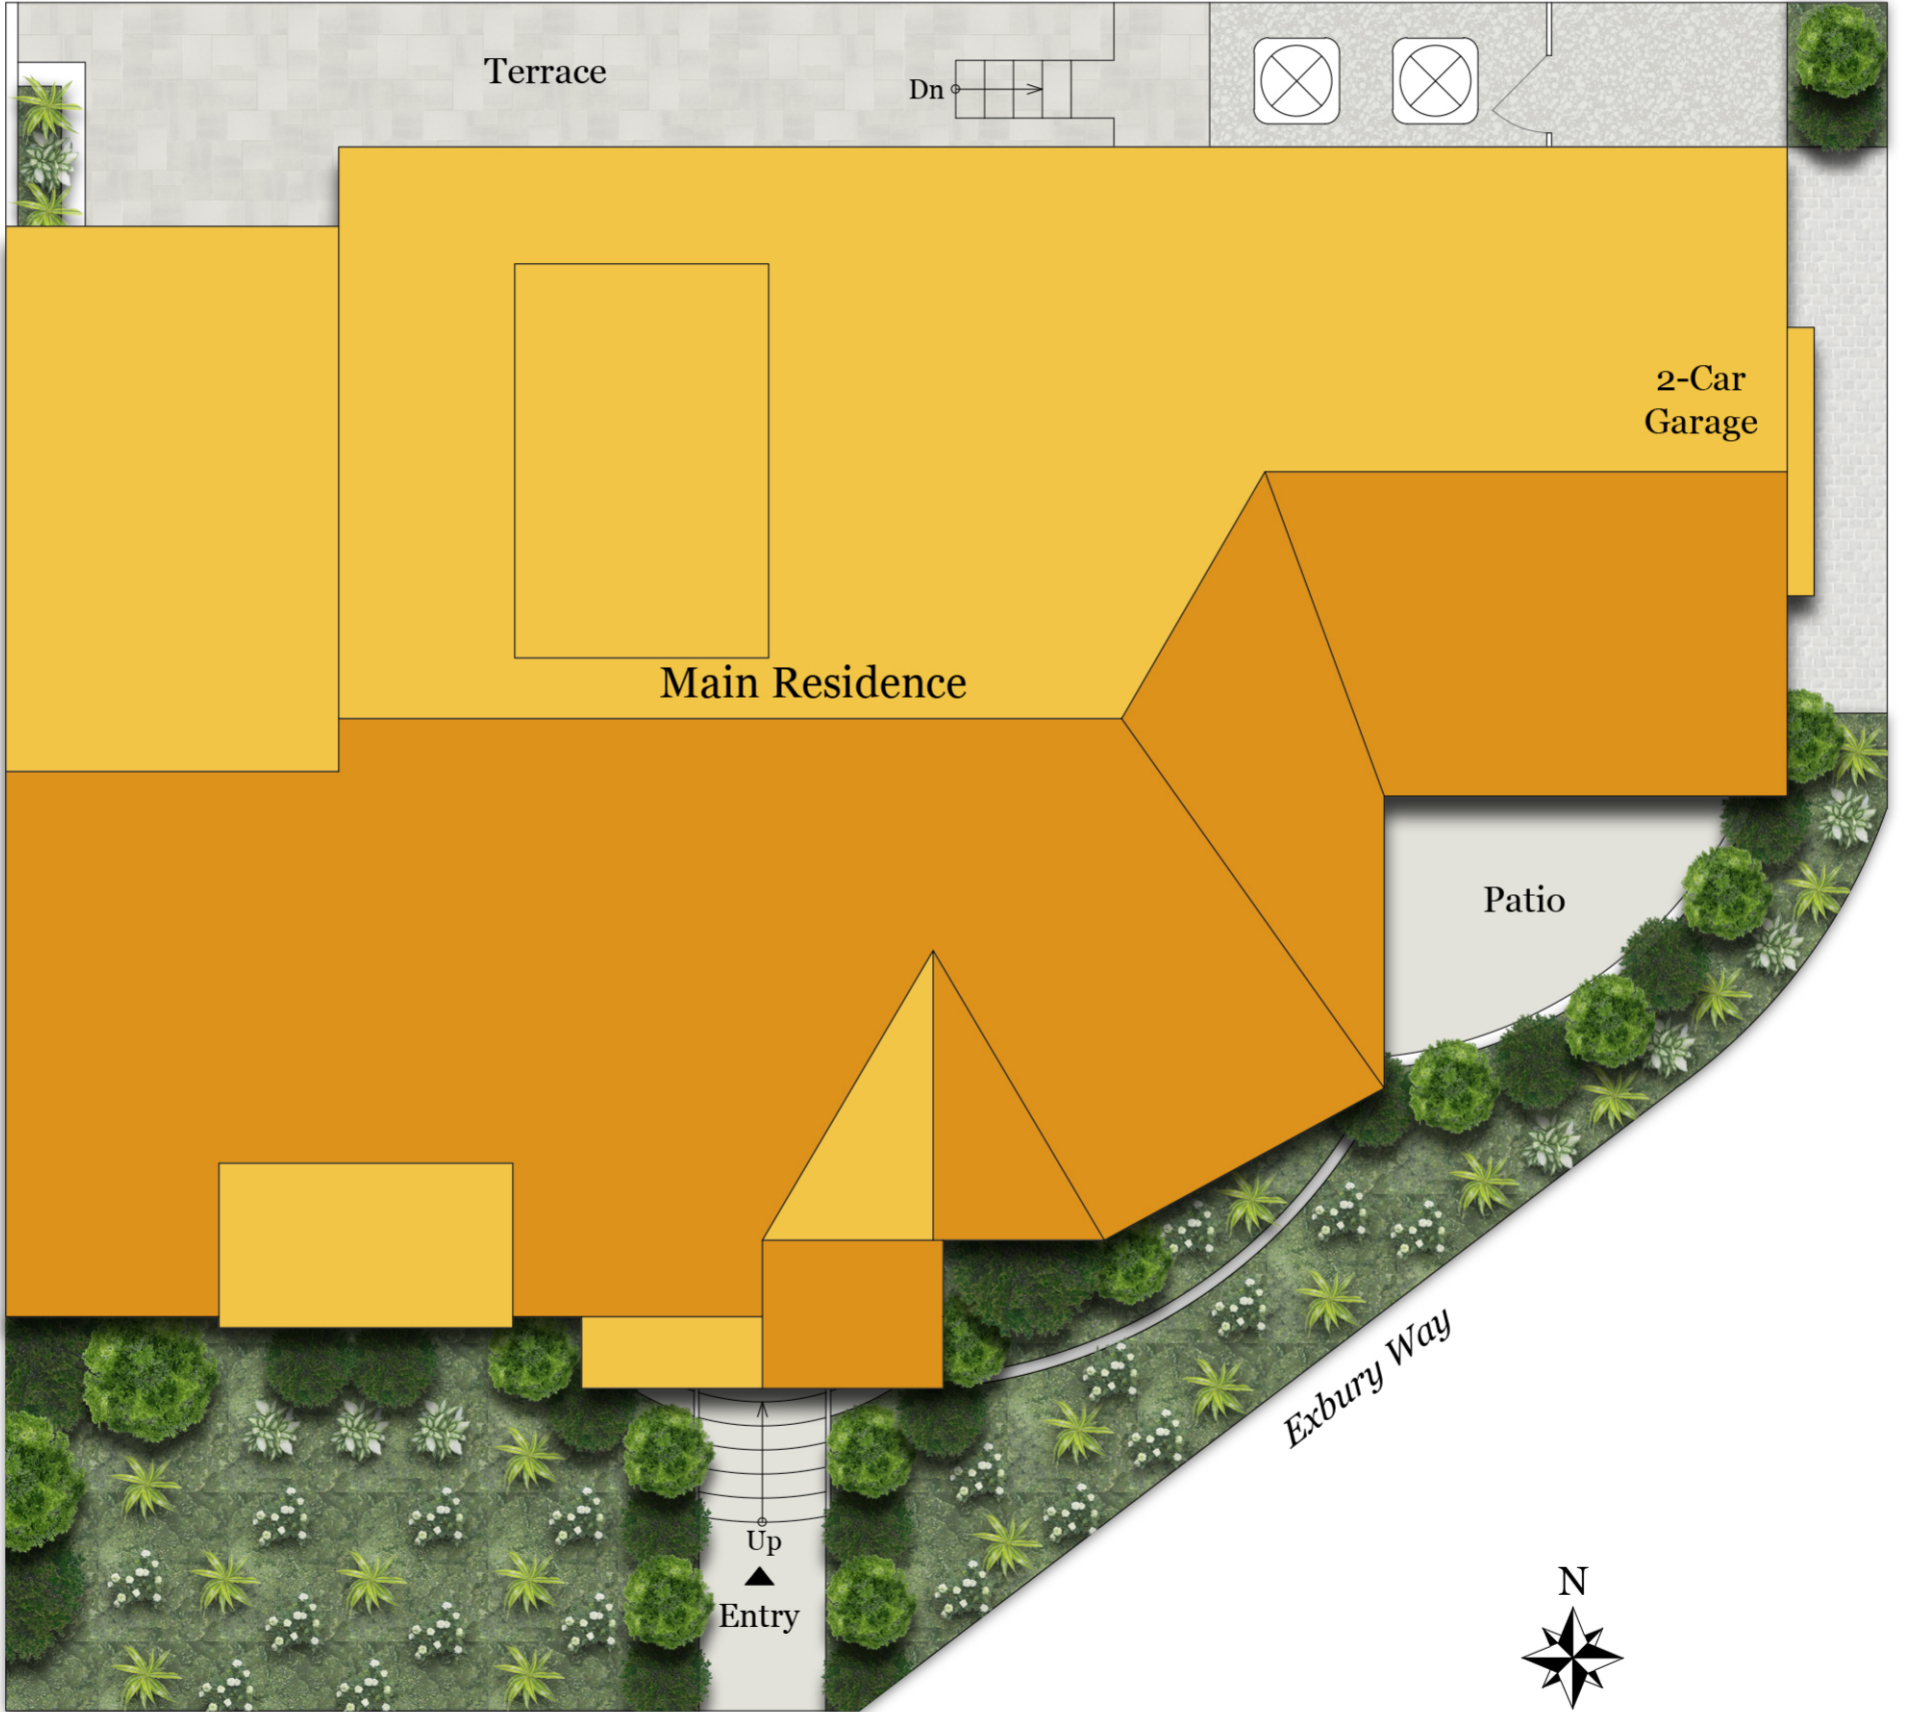 Terrace
Dn
2-Car
Garage
Main Residence
Patio
Exbury Way
Up
Entry
N